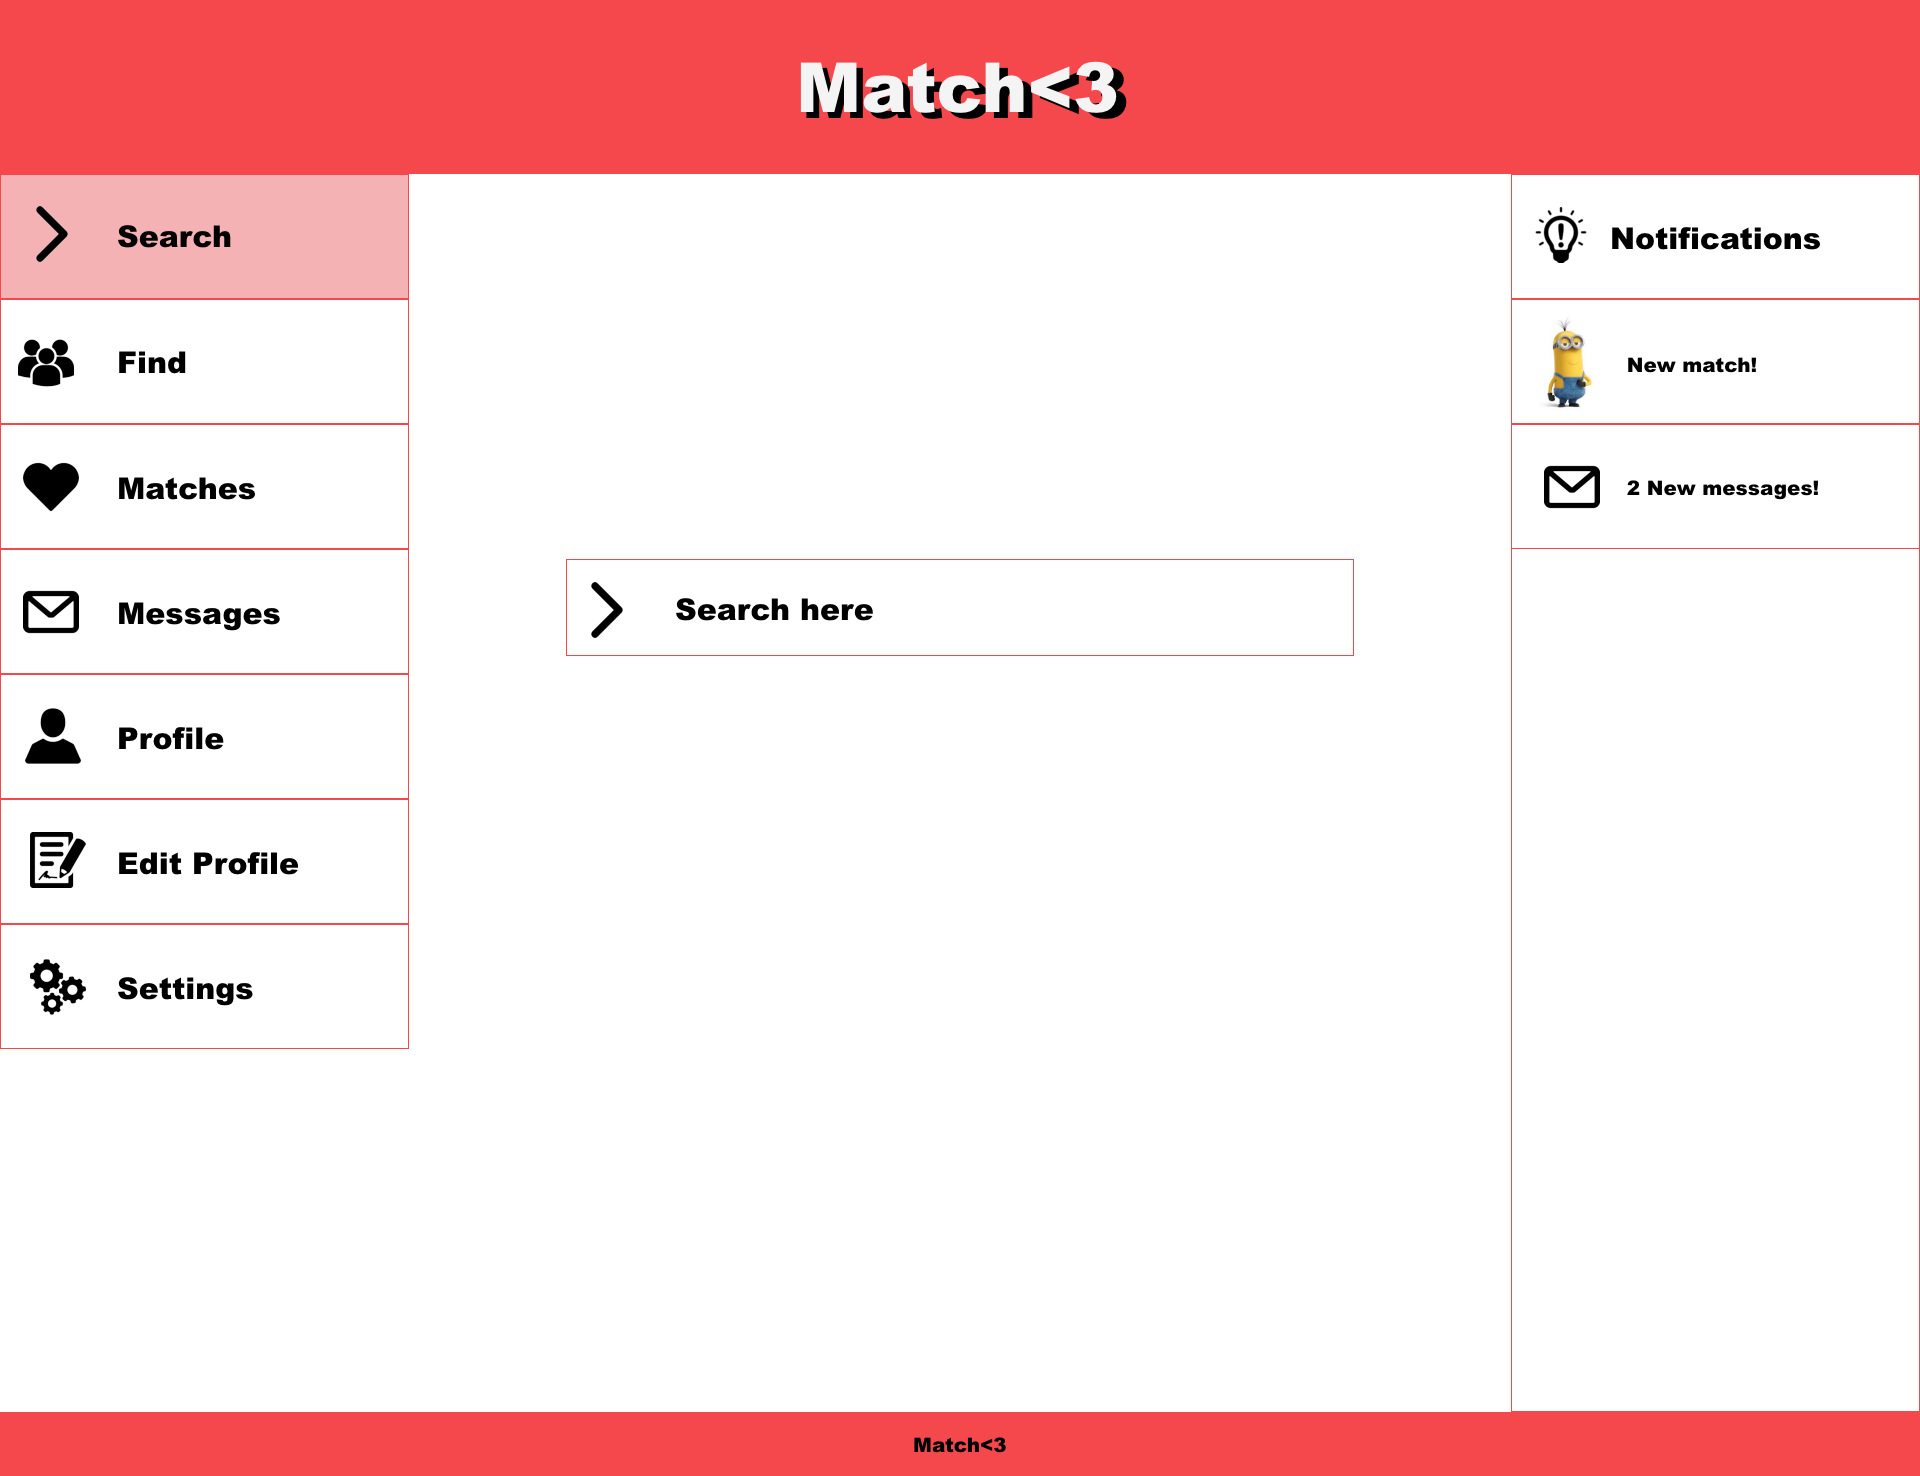 Match<3
Search
Find
Matches
Messages
Profile
Edit Profile
Settings
Search here
Notifications
New match!
2 New messages!
Match<3